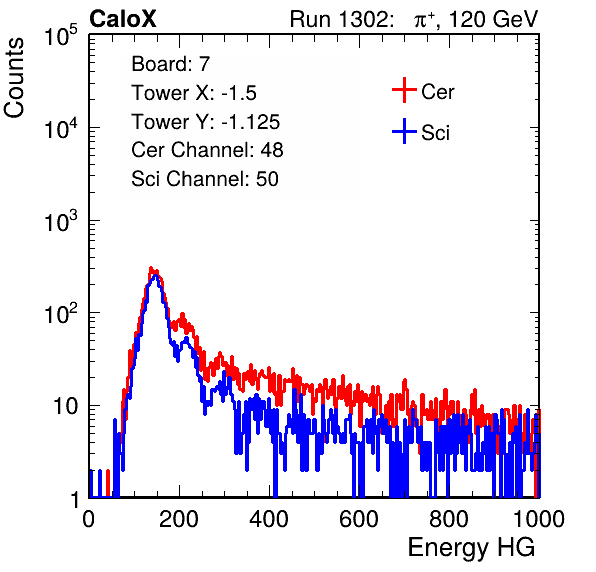 CaloX Run 1302: π⁺, 120 GeV
Counts
10⁵
10⁴
10³
10²
10
1
Board: 7
Tower X: -1.5
Tower Y: -1.125
Cer Channel: 48
Sci Channel: 50
Cer
Sci
0 200 400 600 800 1000
Energy HG